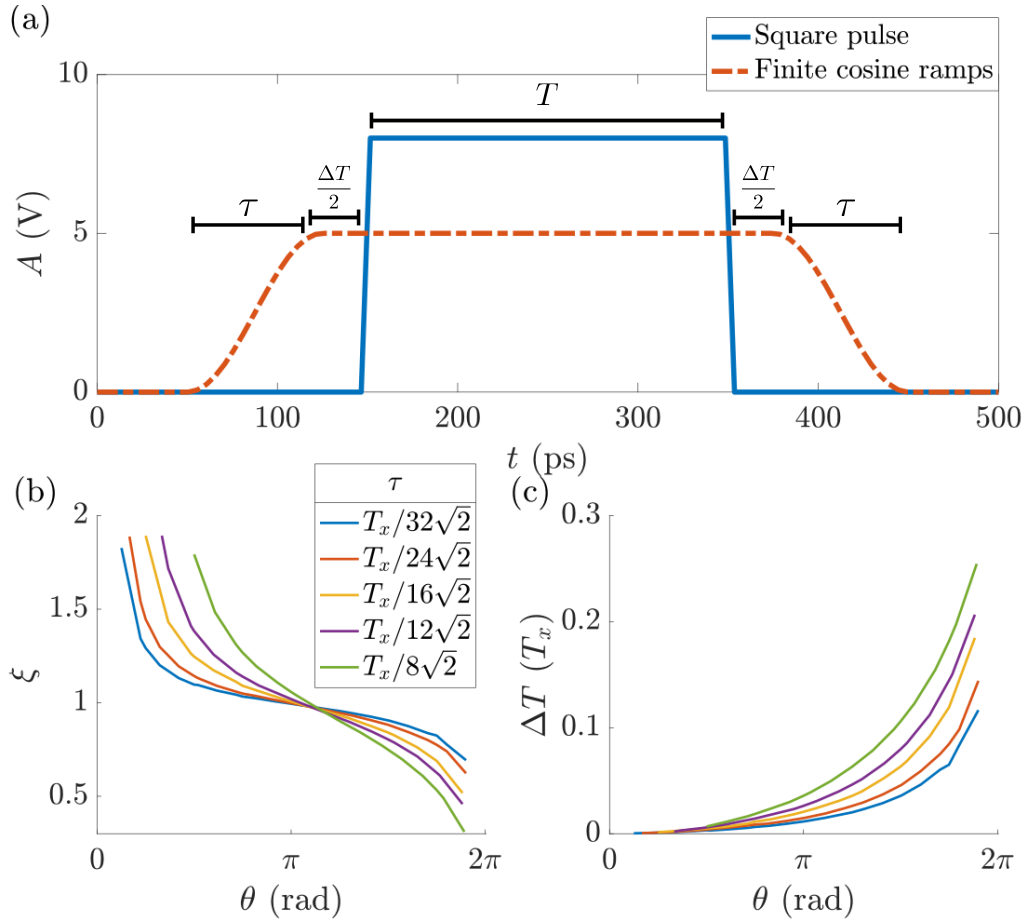 (a)
Square pulse
Finite cosine ramps
10
5
0
A (V)
T
ΔT/2
ΔT/2
τ
τ
0
100
200
300
400
500
t (ps)
(b)
τ
T_x/32√2
T_x/24√2
T_x/16√2
T_x/12√2
T_x/8√2
2
1.5
1
0.5
ξ
0
π
2π
θ (rad)
(c)
0.3
0.2
0.1
0
ΔT (T_x)
0
π
2π
θ (rad)